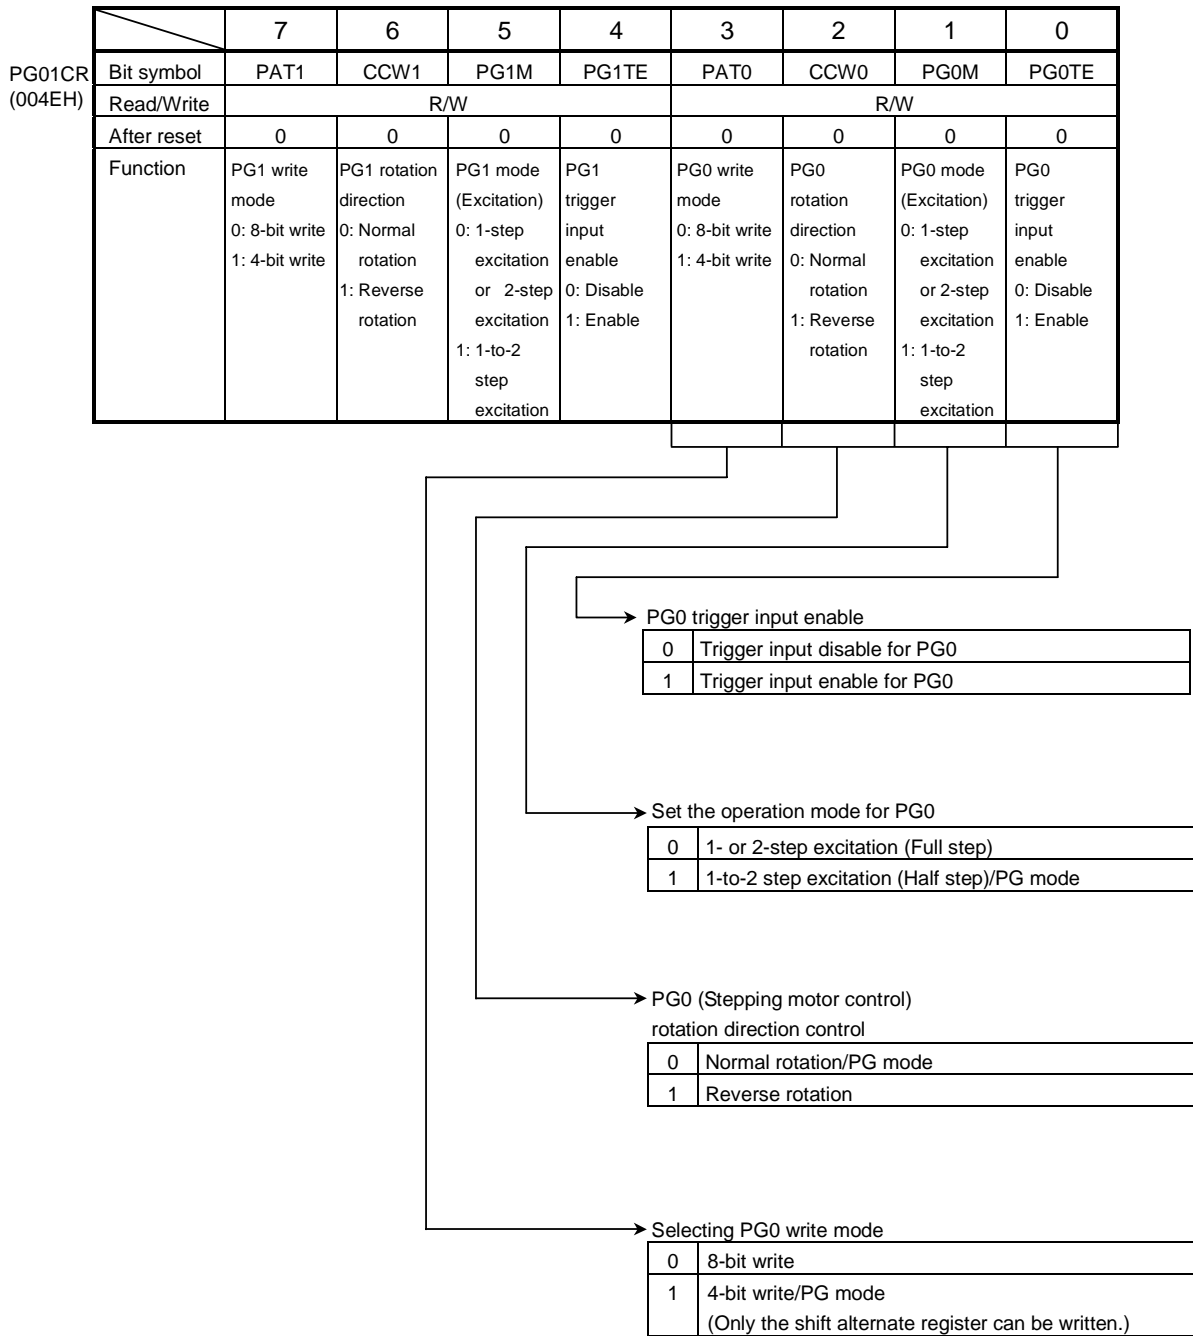 7 6 5 4 3 2 1 0
PG01CR Bit symbol PAT1 CCW1 PG1M PG1TE PAT0 CCW0 PG0M PG0TE
(004EH) Read/Write R/W R/W
After reset 0 0 0 0 0 0 0 0
Function PG1 write PG1 rotation PG1 mode PG1 PG0 write PG0 PG0 mode PG0
mode direction (Excitation) trigger mode rotation (Excitation) trigger
0: 8-bit write 0: Normal 0: 1-step input 0: 8-bit write direction 0: 1-step input
1: 4-bit write rotation excitation enable 1: 4-bit write 0: Normal excitation enable
1: Reverse or 2-step 0: Disable rotation or 2-step 0: Disable
rotation excitation 1: Enable 1: Reverse excitation 1: Enable
1: 1-to-2 rotation 1: 1-to-2
step step
excitation excitation
PG0 trigger input enable
0 Trigger input disable for PG0
1 Trigger input enable for PG0
Set the operation mode for PG0
0 1- or 2-step excitation (Full step)
1 1-to-2 step excitation (Half step)/PG mode
PG0 (Stepping motor control)
rotation direction control
0 Normal rotation/PG mode
1 Reverse rotation
Selecting PG0 write mode
0 8-bit write
1 4-bit write/PG mode
(Only the shift alternate register can be written.)